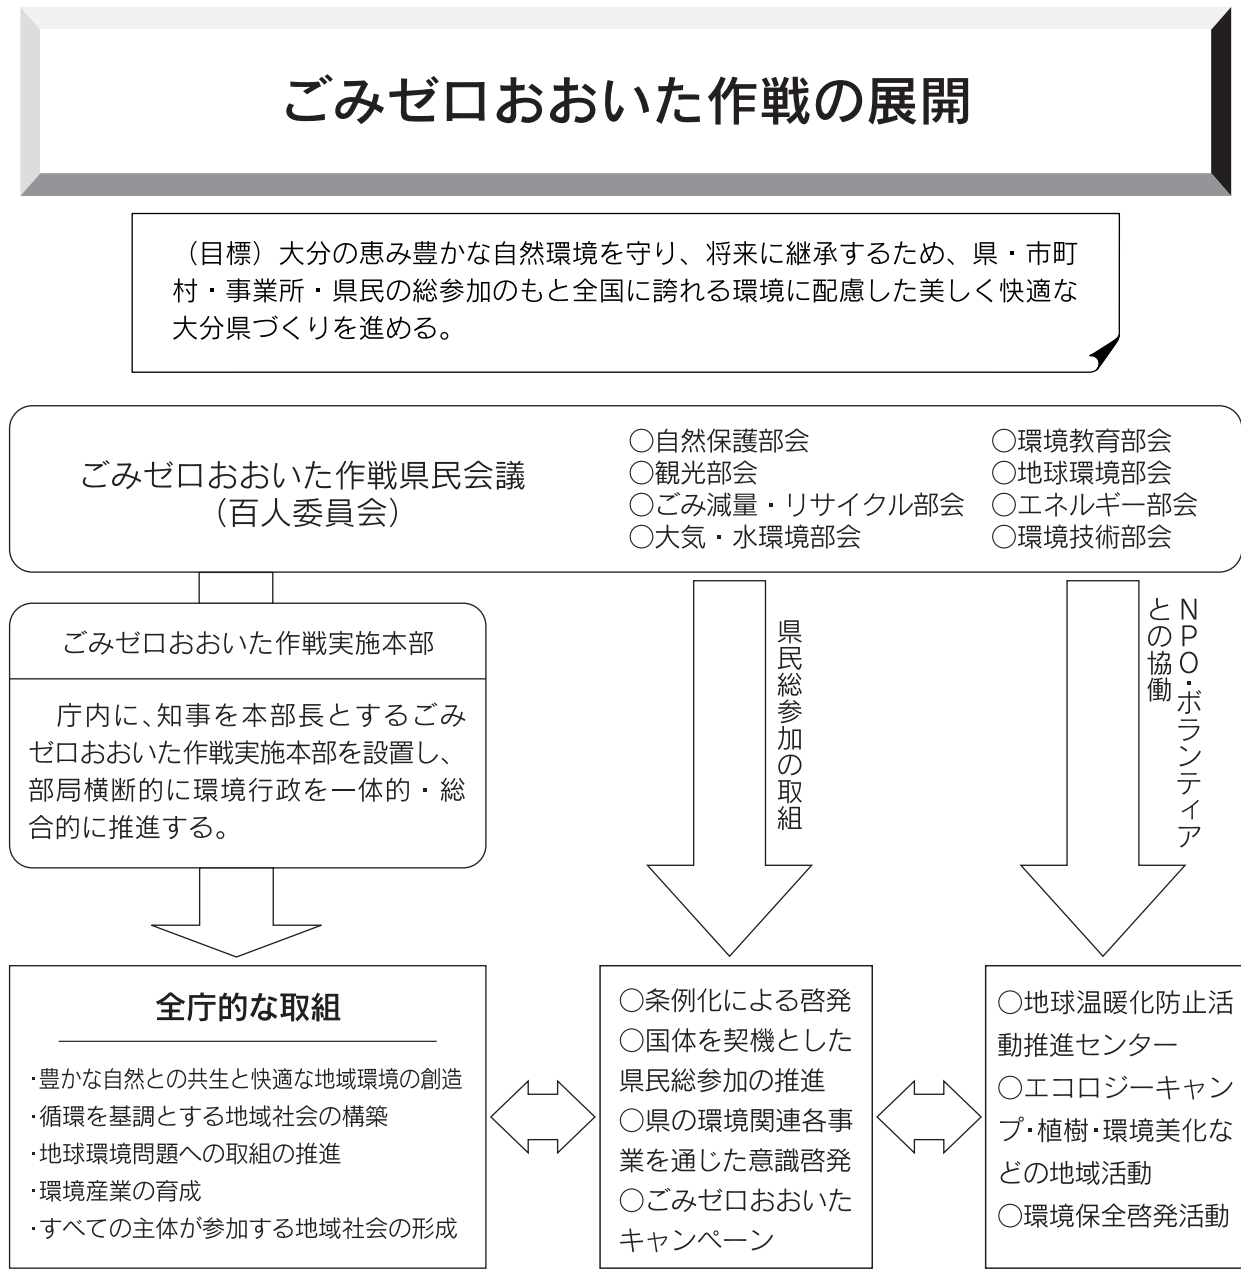 ごみゼロおおいた作戦の展開
（目標）大分の恵み豊かな自然環境を守り、将来に継承するため、県・市町
村・事業所・県民の総参加のもと全国に誇れる環境に配慮した美しく快適な
大分県づくりを進める。
ごみゼロおおいた作戦県民会議
（百人委員会）
○自然保護部会
○観光部会
○ごみ減量・リサイクル部会
○大気・水環境部会
○環境教育部会
○地球環境部会
○エネルギー部会
○環境技術部会
ごみゼロおおいた作戦実施本部
庁内に、知事を本部長とするごみ
ゼロおおいた作戦実施本部を設置し、
部局横断的に環境行政を一体的・総
合的に推進する。
県民総参加の取組
ＮＰＯ・ボランティア
との協働
全庁的な取組
・豊かな自然との共生と快適な地域環境の創造
・循環を基調とする地域社会の構築
・地球環境問題への取組の推進
・環境産業の育成
・すべての主体が参加する地域社会の形成
○条例化による啓発
○国体を契機とした
県民総参加の推進
○県の環境関連各事
業を通じた意識啓発
○ごみゼロおおいた
キャンペーン
○地球温暖化防止活
動推進センター
○エコロジーキャン
プ・植樹・環境美化な
どの地域活動
○環境保全啓発活動